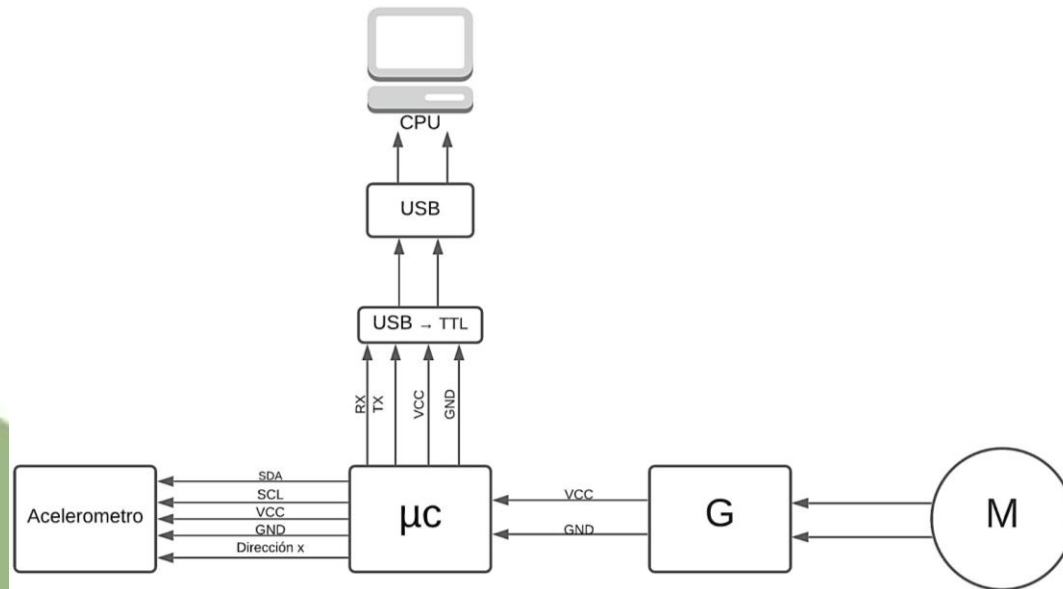 CPU
USB
USB → TTL
RX
TX
VCC
GND
Acelerometro
SDA
SCL
VCC
GND
Dirección x
µc
VCC
GND
G
M